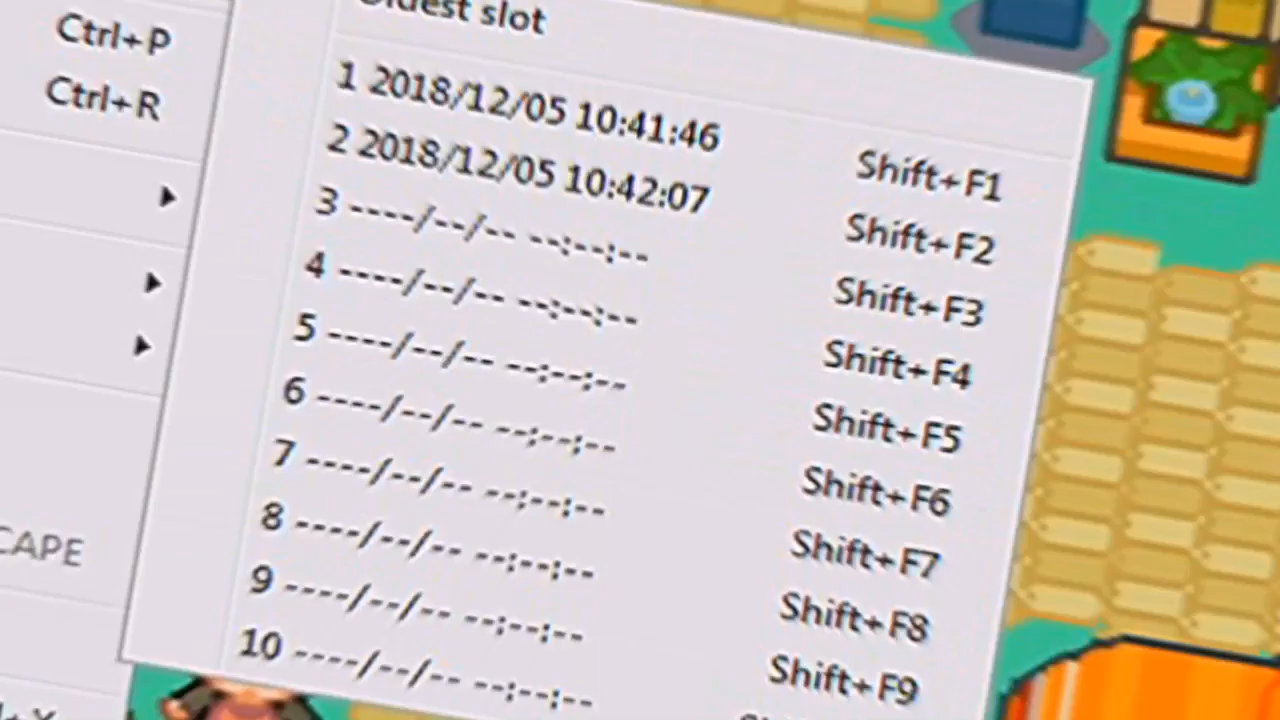 Ctrl+P
Ctrl+R
CAPE
Oldest slot
1 2018/12/05 10:41:46 Shift+F1
2 2018/12/05 10:42:07 Shift+F2
3 ----/--/-- --:--:-- Shift+F3
4 ----/--/-- --:--:-- Shift+F4
5 ----/--/-- --:--:-- Shift+F5
6 ----/--/-- --:--:-- Shift+F6
7 ----/--/-- --:--:-- Shift+F7
8 ----/--/-- --:--:-- Shift+F8
9 ----/--/-- --:--:-- Shift+F9
10 ----/--/-- --:--:--